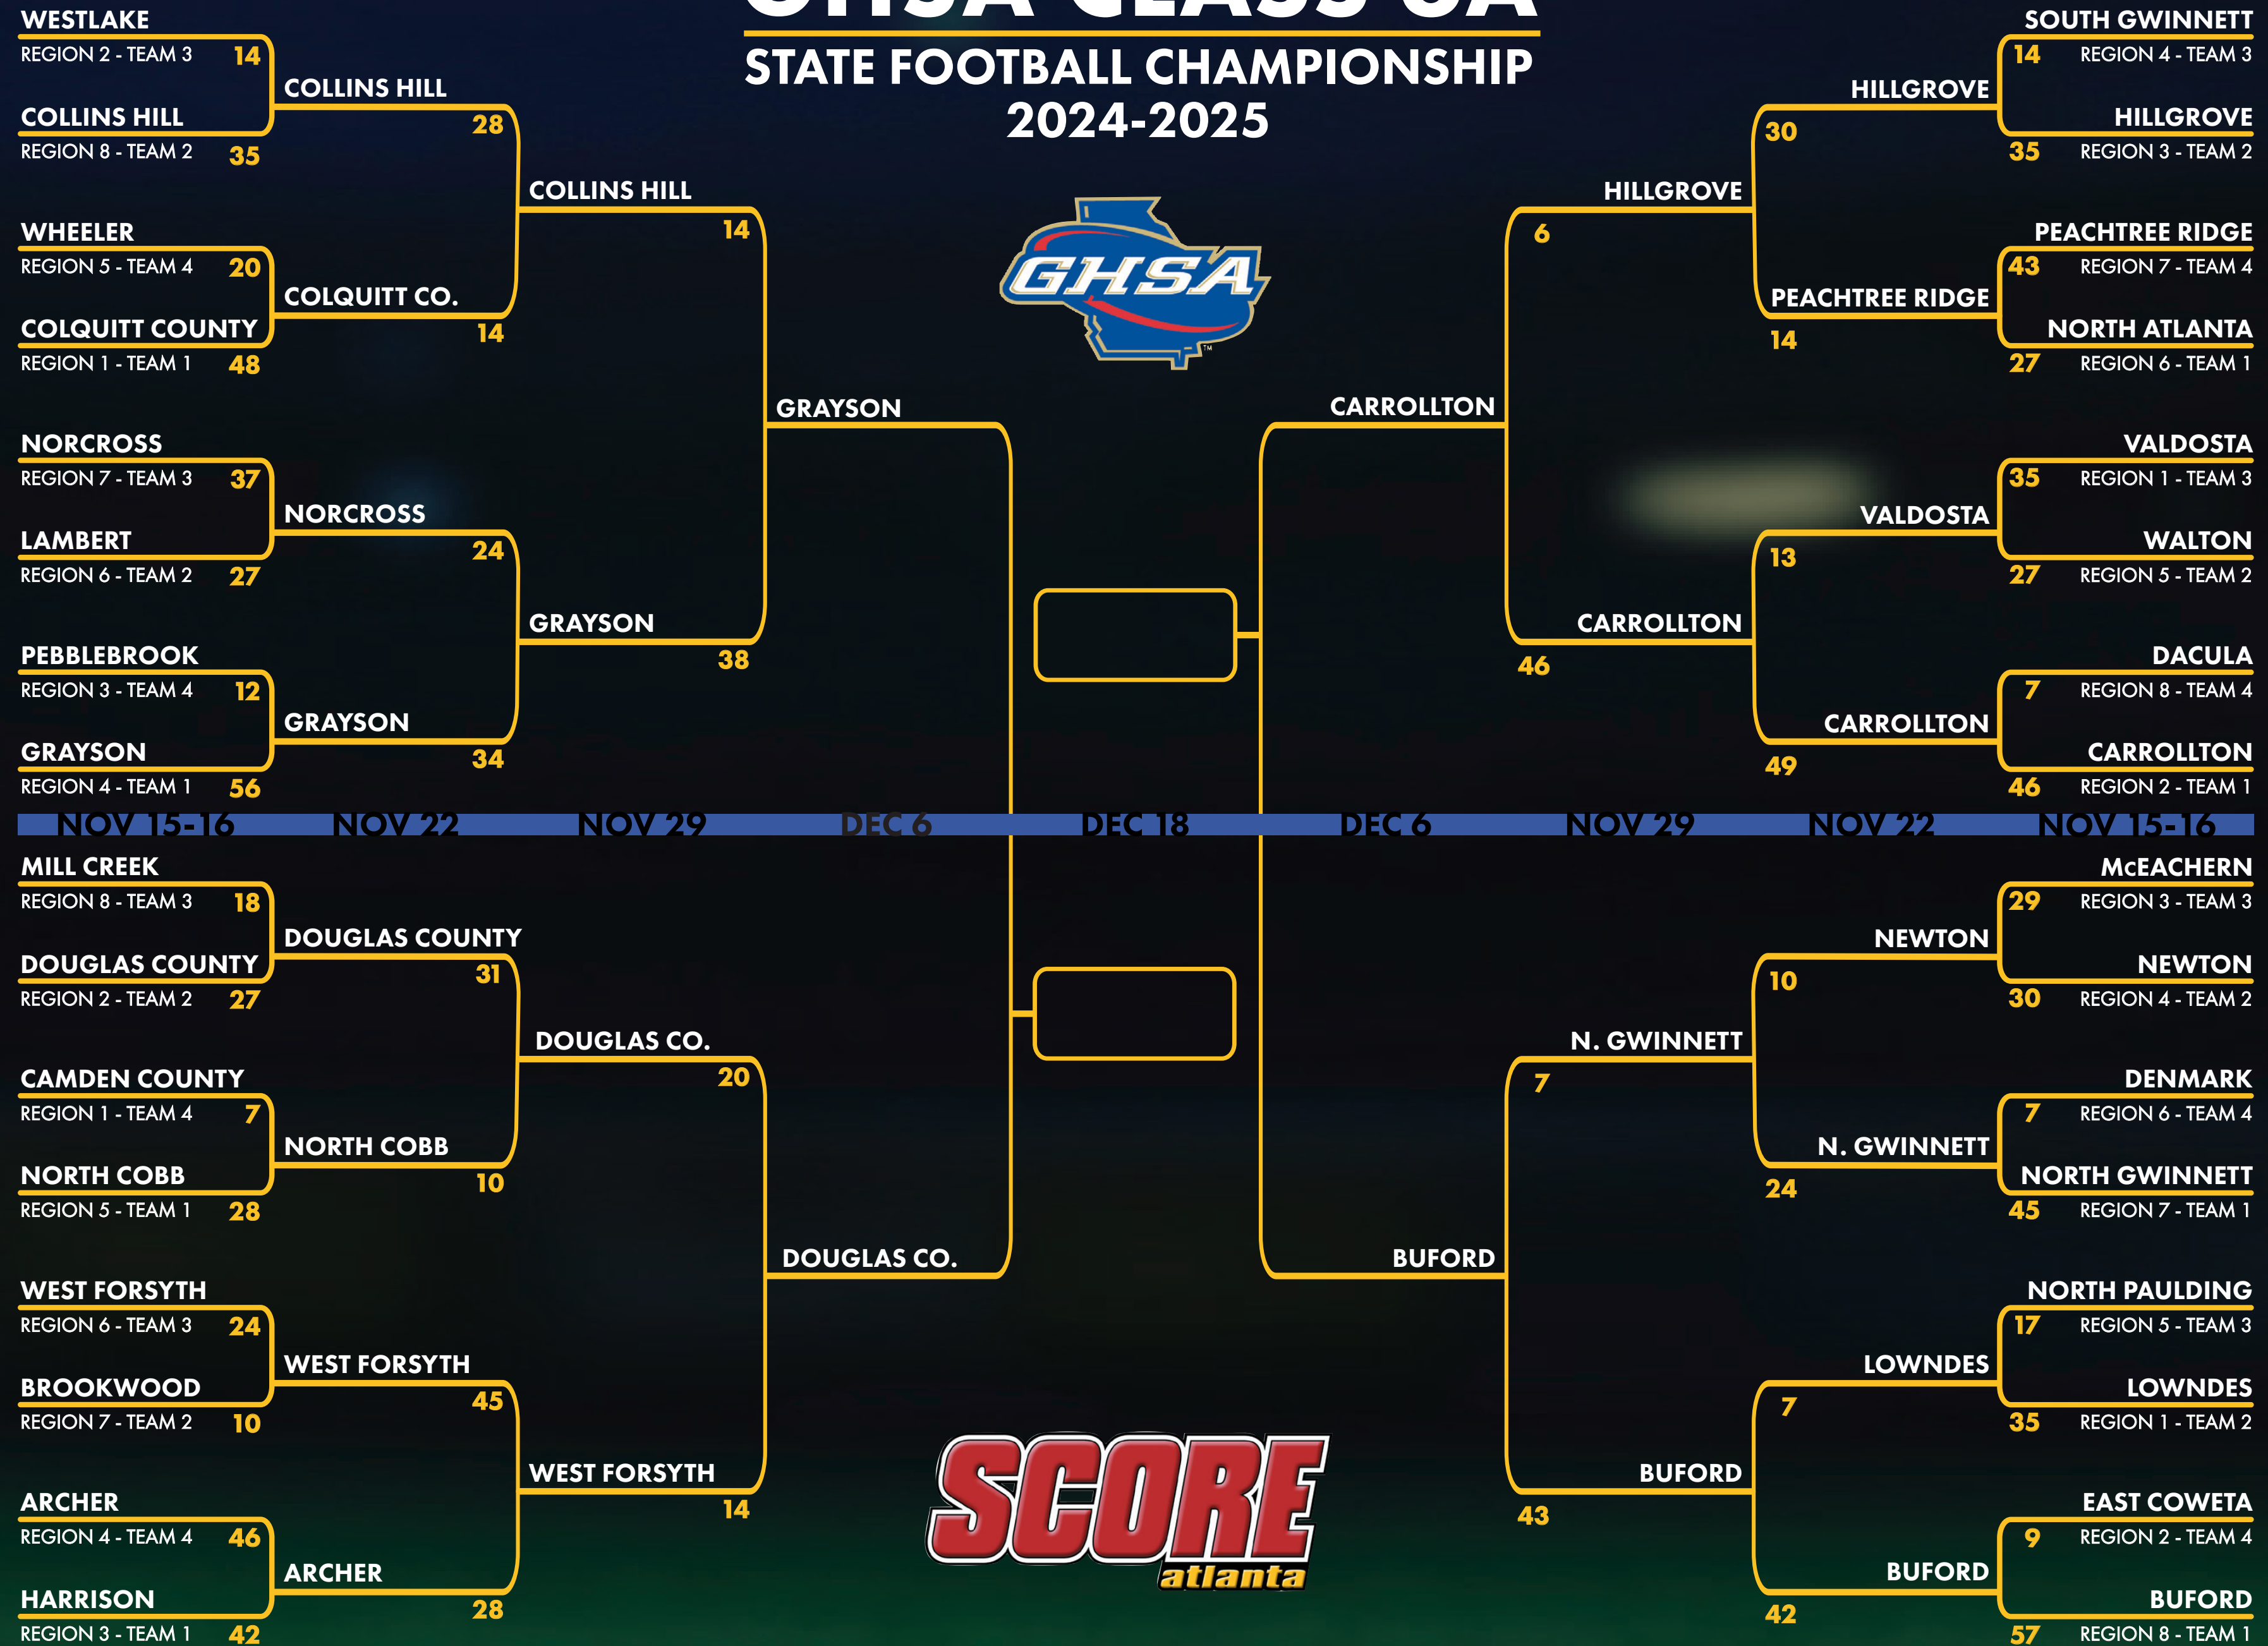 GHSA CLASS 6A
STATE FOOTBALL CHAMPIONSHIP
2024-2025
WESTLAKE
REGION 2 - TEAM 3 14
COLLINS HILL
REGION 8 - TEAM 2 35
WHEELER
REGION 5 - TEAM 4 20
COLQUITT COUNTY
REGION 1 - TEAM 1 48
NORCROSS
REGION 7 - TEAM 3 37
LAMBERT
REGION 6 - TEAM 2 27
PEBBLEBROOK
REGION 3 - TEAM 4 12
GRAYSON
REGION 4 - TEAM 1 56
COLLINS HILL
28
COLQUITT CO.
14
NORCROSS
24
GRAYSON
34
COLLINS HILL
14
GRAYSON
38
GRAYSON
GHSA
TM
CARROLLTON
HILLGROVE
6
CARROLLTON
46
HILLGROVE
30
PEACHTREE RIDGE
14
VALDOSTA
13
CARROLLTON
49
SOUTH GWINNETT
14 REGION 4 - TEAM 3
HILLGROVE
35 REGION 3 - TEAM 2
PEACHTREE RIDGE
43 REGION 7 - TEAM 4
NORTH ATLANTA
27 REGION 6 - TEAM 1
VALDOSTA
35 REGION 1 - TEAM 3
WALTON
27 REGION 5 - TEAM 2
DACULA
7 REGION 8 - TEAM 4
CARROLLTON
46 REGION 2 - TEAM 1
NOV 15-16 NOV 22 NOV 29 DEC 6 DEC 18 DEC 6 NOV 29 NOV 22 NOV 15-16
MILL CREEK
REGION 8 - TEAM 3 18
DOUGLAS COUNTY
REGION 2 - TEAM 2 27
CAMDEN COUNTY
REGION 1 - TEAM 4 7
NORTH COBB
REGION 5 - TEAM 1 28
WEST FORSYTH
REGION 6 - TEAM 3 24
BROOKWOOD
REGION 7 - TEAM 2 10
ARCHER
REGION 4 - TEAM 4 46
HARRISON
REGION 3 - TEAM 1 42
DOUGLAS COUNTY
31
NORTH COBB
10
WEST FORSYTH
45
ARCHER
28
DOUGLAS CO.
20
WEST FORSYTH
14
DOUGLAS CO.
SCORE
atlanta
BUFORD
N. GWINNETT
7
BUFORD
43
NEWTON
10
N. GWINNETT
24
LOWNDES
7
BUFORD
42
McEACHERN
29 REGION 3 - TEAM 3
NEWTON
30 REGION 4 - TEAM 2
DENMARK
7 REGION 6 - TEAM 4
NORTH GWINNETT
45 REGION 7 - TEAM 1
NORTH PAULDING
17 REGION 5 - TEAM 3
LOWNDES
35 REGION 1 - TEAM 2
EAST COWETA
9 REGION 2 - TEAM 4
BUFORD
57 REGION 8 - TEAM 1